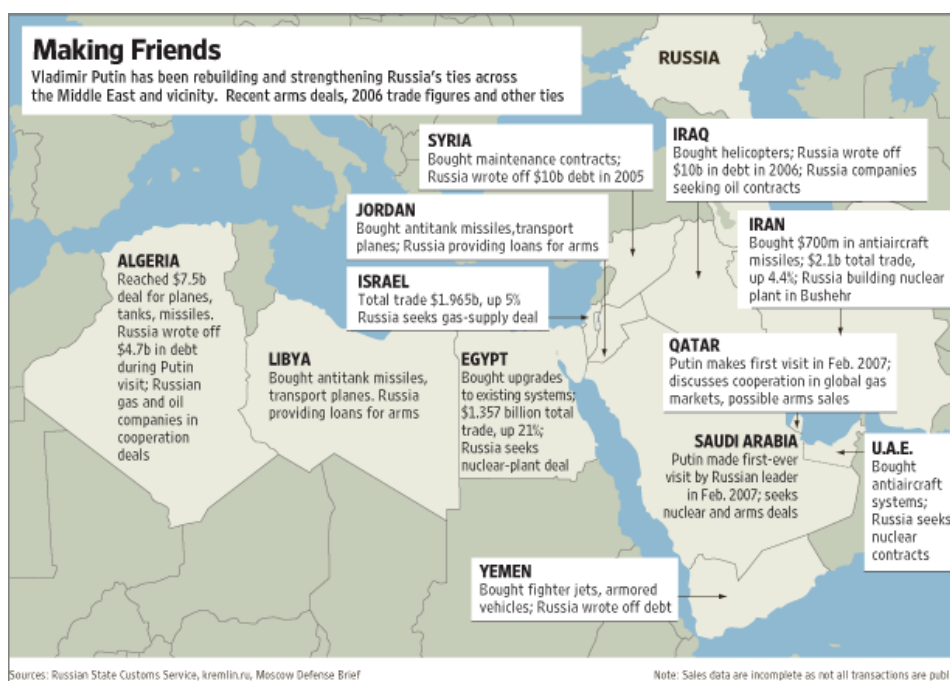 Making Friends
Vladimir Putin has been rebuilding and strengthening Russia's ties across
the Middle East and vicinity. Recent arms deals, 2006 trade figures and other ties
RUSSIA
SYRIA
Bought maintenance contracts;
Russia wrote off $10b debt in 2005
IRAQ
Bought helicopters; Russia wrote off
$10b in debt in 2006; Russia companies
seeking oil contracts
JORDAN
Bought antitank missiles,transport
planes; Russia providing loans for arms
IRAN
Bought $700m in antiaircraft
missiles; $2.1b total trade,
up 4.4%; Russia building nuclear
plant in Bushehr
ISRAEL
Total trade $1.965b, up 5%
Russia seeks gas-supply deal
ALGERIA
Reached $7.5b
deal for planes,
tanks, missiles.
Russia wrote off
$4.7b in debt
during Putin
visit; Russian
gas and oil
companies in
cooperation
deals
LIBYA
Bought antitank missiles,
transport planes. Russia
providing loans for arms
EGYPT
Bought upgrades
to existing systems;
$1.357 billion total
trade, up 21%;
Russia seeks
nuclear-plant deal
QATAR
Putin makes first visit in Feb. 2007;
discusses cooperation in global gas
markets, possible arms sales
SAUDI ARABIA
Putin made first-ever
visit by Russian leader
in Feb. 2007; seeks
nuclear and arms deals
U.A.E.
Bought
antiaircraft
systems;
Russia seeks
nuclear
contracts
YEMEN
Bought fighter jets, armored
vehicles; Russia wrote off debt
Sources: Russian State Customs Service, kremlin.ru, Moscow Defense Brief
Note: Sales data are incomplete as not all transactions are publ